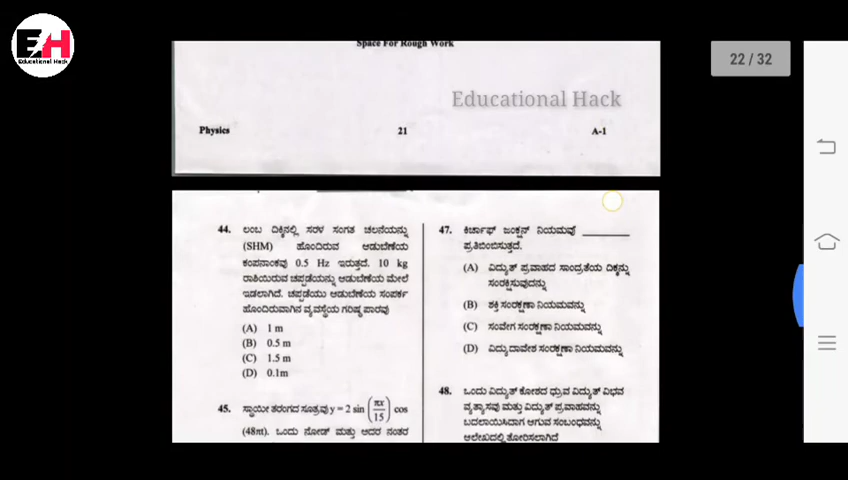 EH
Educational Hack
Space For Rough Work
22 / 32
Educational Hack
Physics
21
A-1
44. ಲಂಬ ದಿಕ್ಕಿನಲ್ಲಿ ಸರಳ ಸಂಗತ ಚಲನೆಯನ್ನು
(SHM) ಹೊಂದಿರುವ ಆಡುಬೆಣೆಯ
ಕಂಪನಾಂಕವು 0.5 Hz ಇರುತ್ತದೆ. 10 kg
ರಾಶಿಯಿರುವ ಚಪ್ಪಡೆಯನ್ನು ಆಡುಬೆಣೆಯ ಮೇಲೆ
ಇಡಲಾಗಿದೆ. ಚಪ್ಪಡೆಯು ಆಡುಬೆಣೆಯ ಸಂಪರ್ಕ
ಹೊಂದಿರುವಾಗಿನ ವ್ಯವಸ್ಥೆಯ ಗರಿಷ್ಠ ಪಾರವು
(A) 1 m
(B) 0.5 m
(C) 1.5 m
(D) 0.1m
45. ಸ್ಥಾಯೀ ತರಂಗದ ಸೂತ್ರವು y = 2 sin (πx/15) cos
(48πt). ಒಂದು ನೋಡ್ ಮತ್ತು ಅದರ ನಂತರ
47. ಕಿರ್ಚಾಫ್ ಜಂಕ್ಷನ್ ನಿಯಮವು ________
ಪ್ರತಿಬಿಂಬಿಸುತ್ತದೆ.
(A) ವಿದ್ಯುತ್ ಪ್ರವಾಹದ ಸಾಂದ್ರತೆಯ ದಿಕ್ಕನ್ನು
ಸಂರಕ್ಷಿಸುವುದನ್ನು
(B) ಶಕ್ತಿ ಸಂರಕ್ಷಣಾ ನಿಯಮವನ್ನು
(C) ಸಂವೇಗ ಸಂರಕ್ಷಣಾ ನಿಯಮವನ್ನು
(D) ವಿದ್ಯುದಾವೇಶ ಸಂರಕ್ಷಣಾ ನಿಯಮವನ್ನು
48. ಒಂದು ವಿದ್ಯುತ್ ಕೋಶದ ಧ್ರುವ ವಿದ್ಯುತ್ ವಿಭವ
ವ್ಯತ್ಯಾಸವು ಮತ್ತು ವಿದ್ಯುತ್ ಪ್ರವಾಹವನ್ನು
ಬದಲಾಯಿಸಿದಾಗ ಆಗುವ ಸಂಬಂಧವನ್ನು
ಆಲೇಖದಲ್ಲಿ ತೋರಿಸಲಾಗಿದೆ